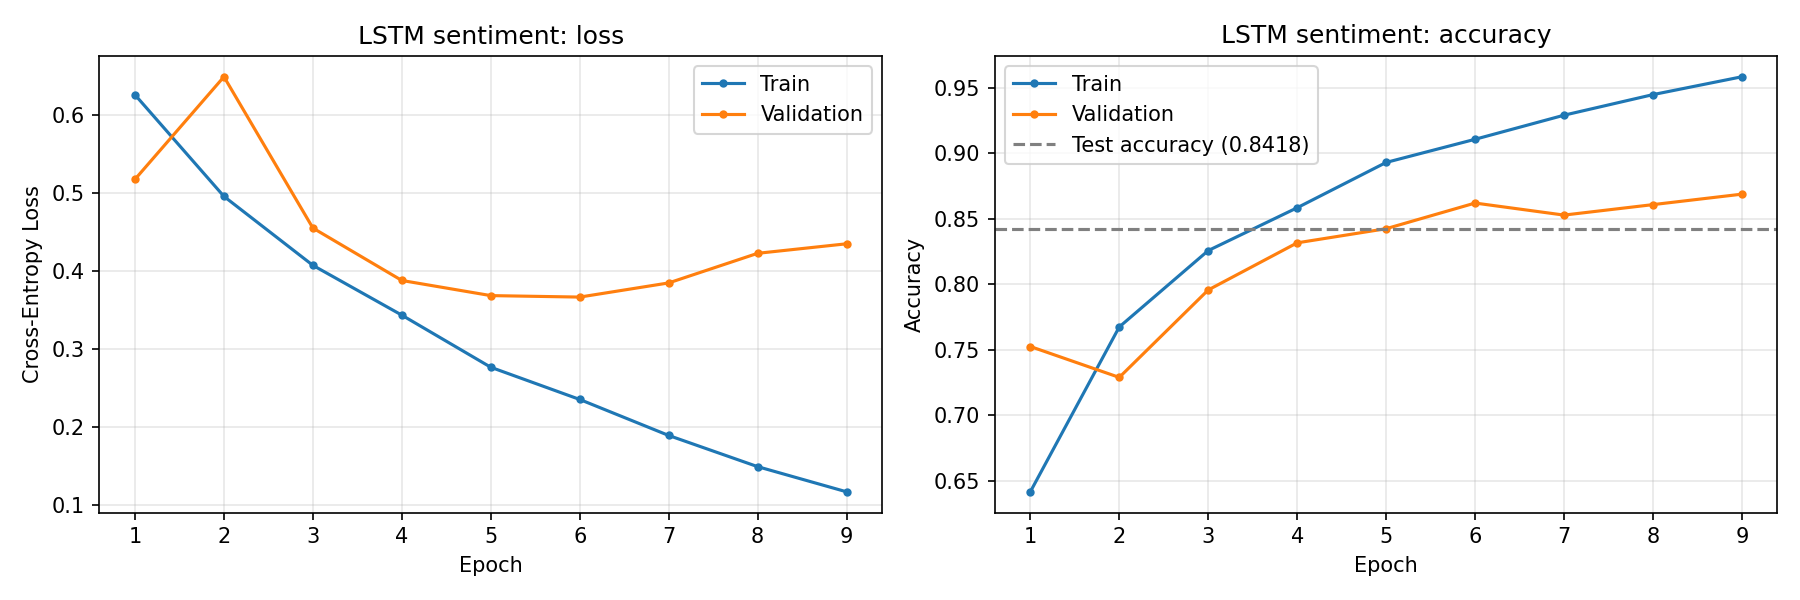 LSTM sentiment: loss
Cross-Entropy Loss
0.6
0.5
0.4
0.3
0.2
0.1
Train
Validation
1 2 3 4 5 6 7 8 9
Epoch
LSTM sentiment: accuracy
Accuracy
0.95
0.90
0.85
0.80
0.75
0.70
0.65
Train
Validation
Test accuracy (0.8418)
1 2 3 4 5 6 7 8 9
Epoch